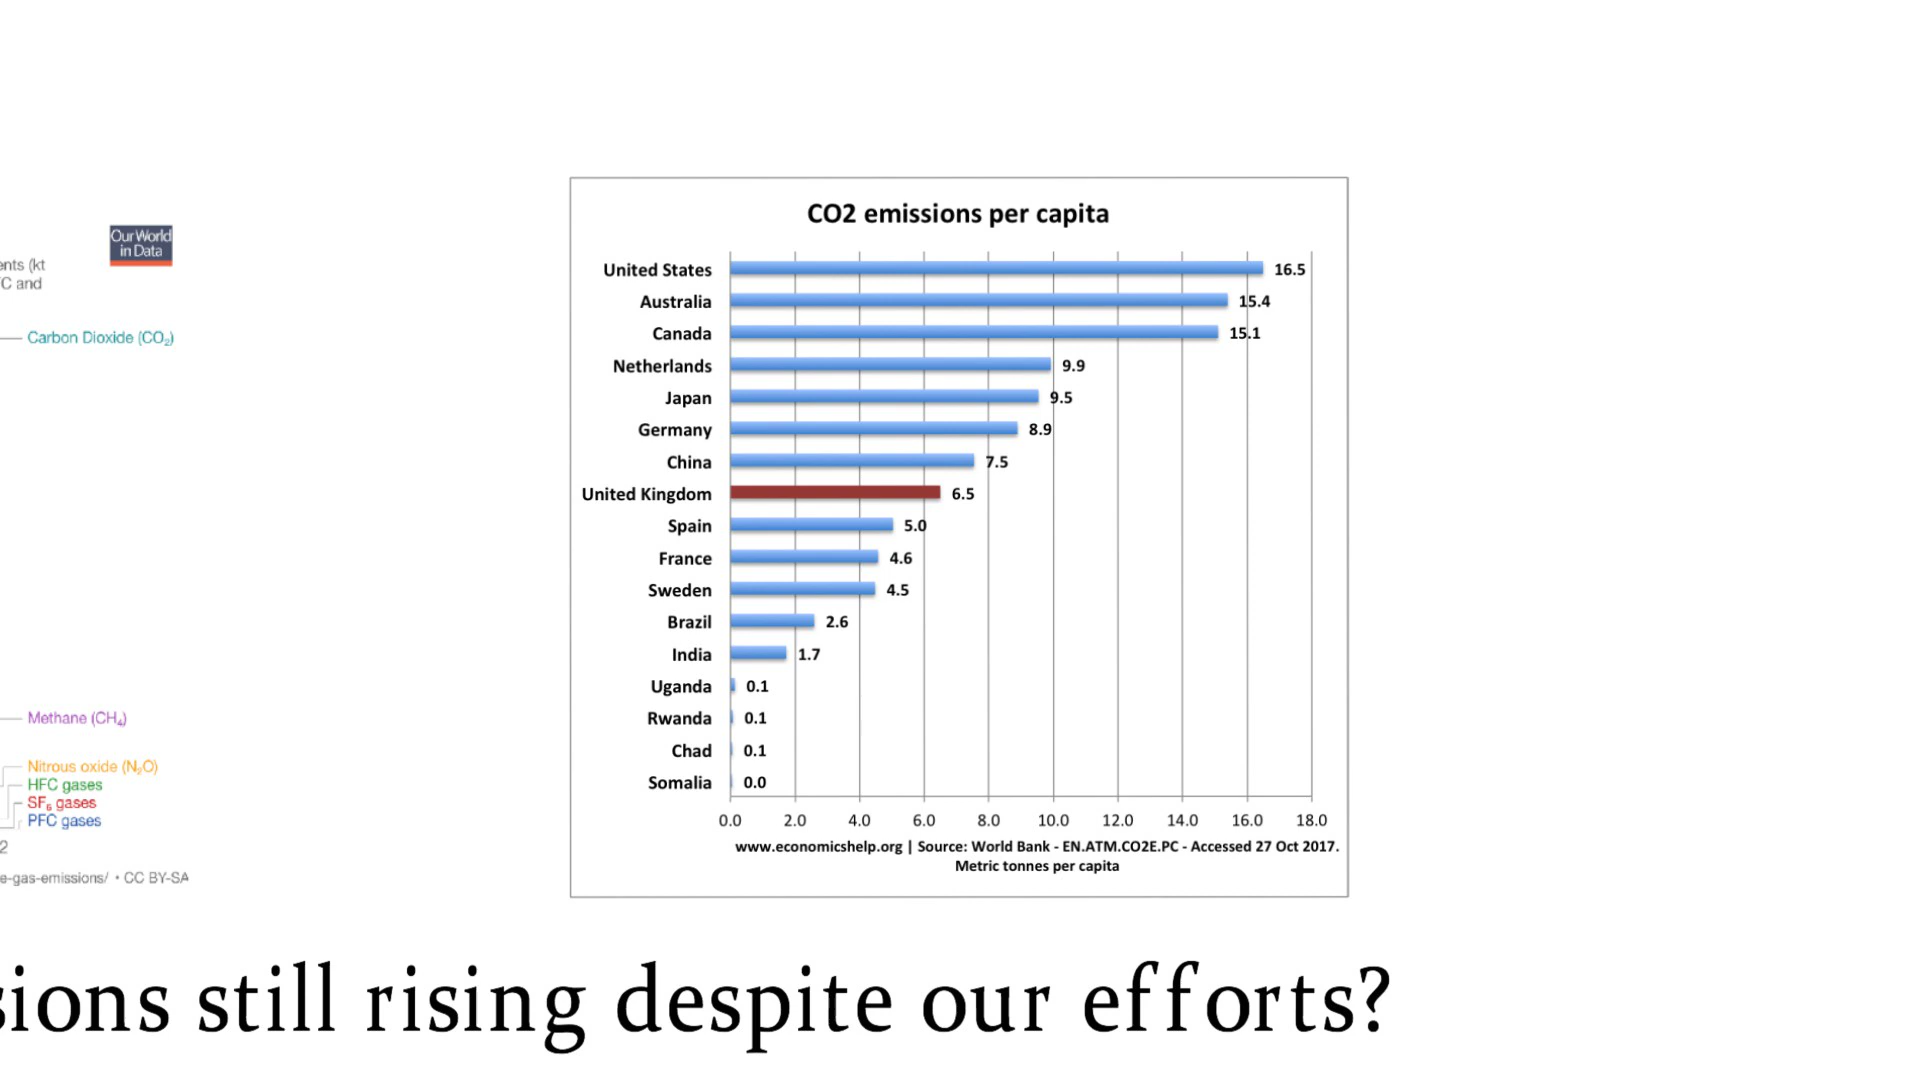 Our World
in Data
ents (kt
C and
Carbon Dioxide (CO₂)
Methane (CH₄)
Nitrous oxide (N₂O)
HFC gases
SF₆ gases
PFC gases
2
e-gas-emissions/ • CC BY-SA
CO2 emissions per capita
United States 16.5
Australia 15.4
Canada 15.1
Netherlands 9.9
Japan 9.5
Germany 8.9
China 7.5
United Kingdom 6.5
Spain 5.0
France 4.6
Sweden 4.5
Brazil 2.6
India 1.7
Uganda 0.1
Rwanda 0.1
Chad 0.1
Somalia 0.0
0.0 2.0 4.0 6.0 8.0 10.0 12.0 14.0 16.0 18.0
www.economicshelp.org | Source: World Bank - EN.ATM.CO2E.PC - Accessed 27 Oct 2017.
Metric tonnes per capita
sions still rising despite our efforts?